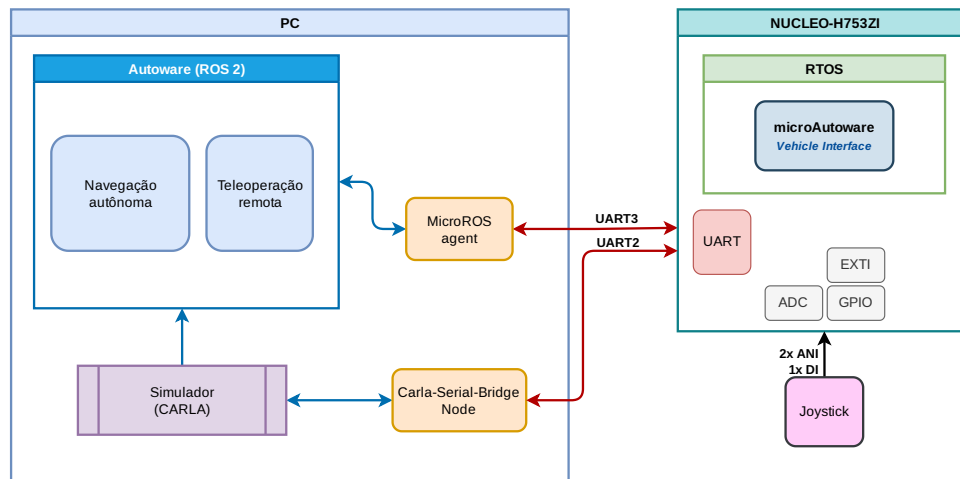 PC
Autoware (ROS 2)
Navegação
autônoma
Teleoperação
remota
MicroROS
agent
Simulador
(CARLA)
Carla-Serial-Bridge
Node
UART3
UART2
NUCLEO-H753ZI
RTOS
microAutoware
Vehicle Interface
UART
EXTI
ADC
GPIO
2x ANI
1x DI
Joystick